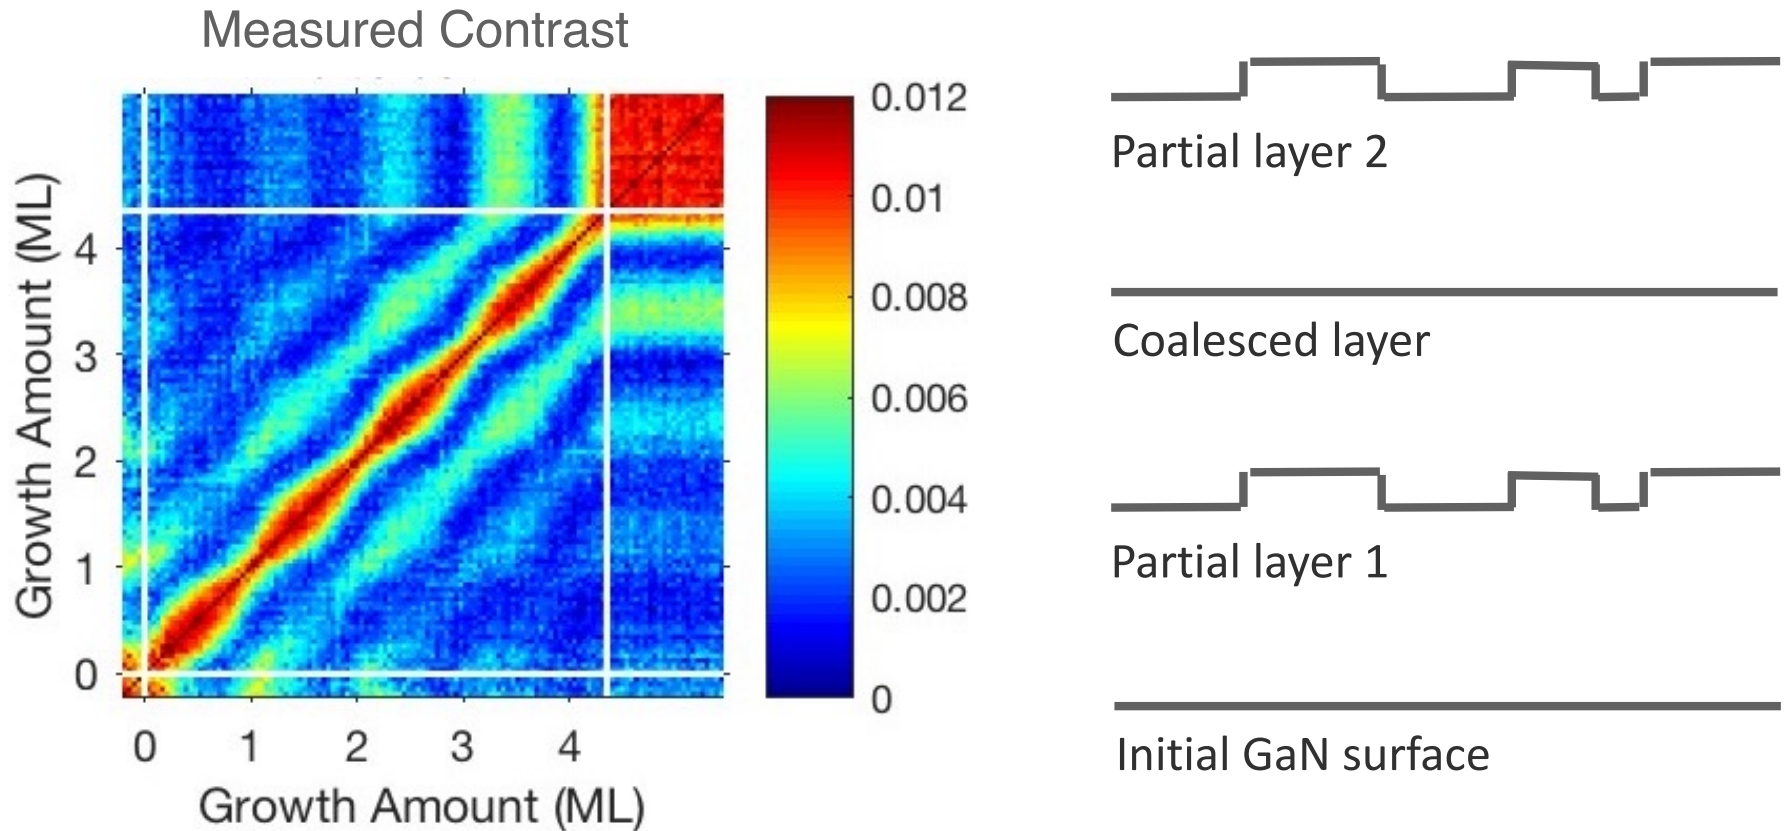 Measured Contrast
Growth Amount (ML)
4
3
2
1
0
0 1 2 3 4
Growth Amount (ML)
0.012
0.01
0.008
0.006
0.004
0.002
0
Partial layer 2
Coalesced layer
Partial layer 1
Initial GaN surface